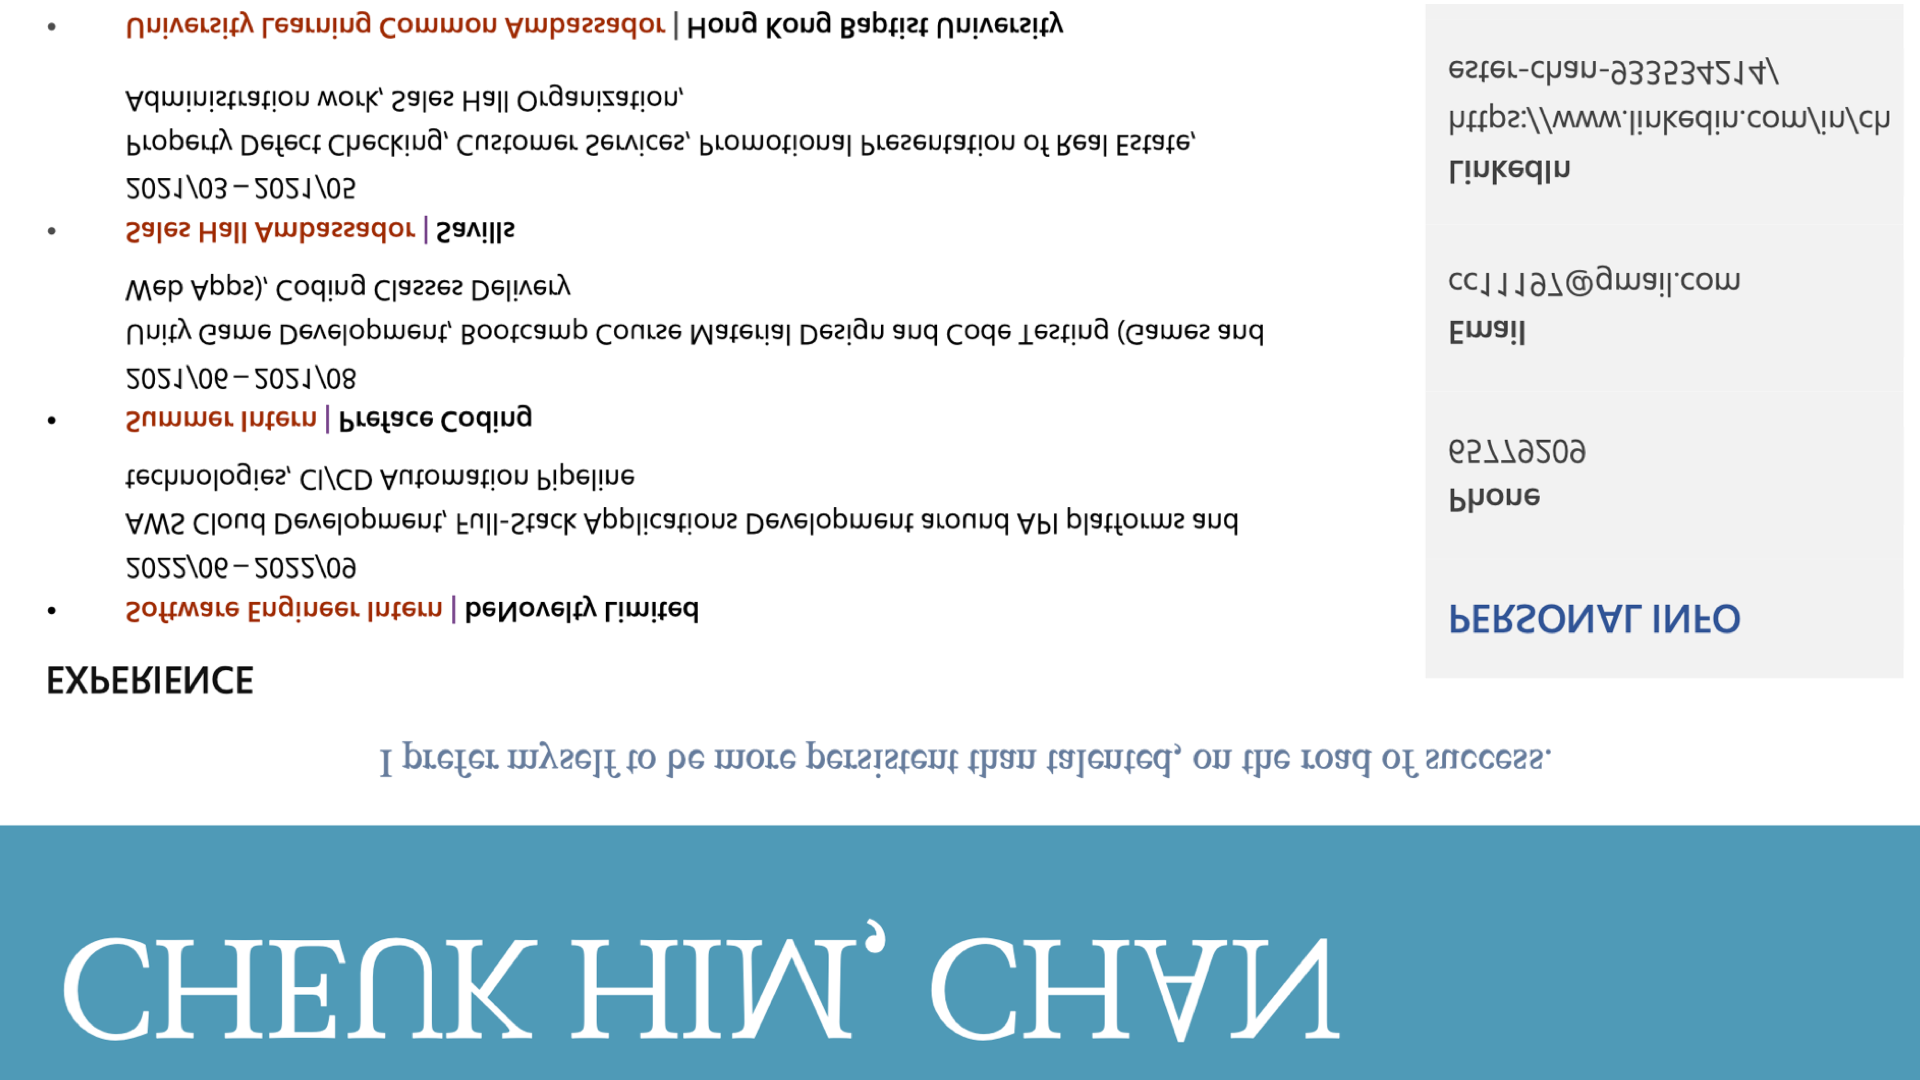 CHEUK HIM, CHAN
I prefer myself to be more persistent than talented, on the road of success.
EXPERIENCE
• Software Engineer Intern | beNovelty Limited
2022/06 – 2022/09
AWS Cloud Development, Full-Stack Applications Development around API platforms and
technologies, CI/CD Automation Pipeline
• Summer Intern | Preface Coding
2021/06 – 2021/08
Unity Game Development, Bootcamp Course Material Design and Code Testing (Games and
Web Apps), Coding Classes Delivery
• Sales Hall Ambassador | Savills
2021/03 – 2021/05
Property Defect Checking, Customer Services, Promotional Presentation of Real Estate,
Administration work, Sales Hall Organization,
• University Learning Common Ambassador | Hong Kong Baptist University
PERSONAL INFO
Phone
65779209
Email
cc11197@gmail.com
LinkedIn
https://www.linkedin.com/in/ch
ester-chan-933534214/